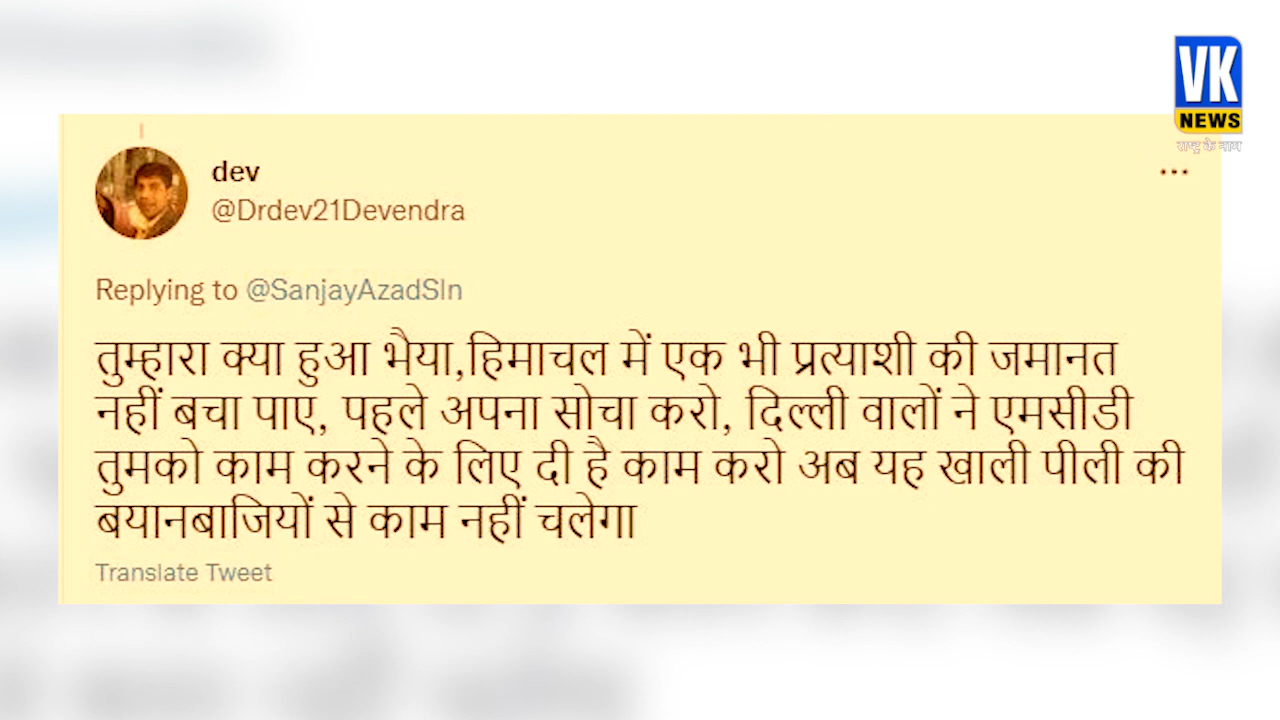 VK
NEWS
राष्ट्र के नाम
dev
@Drdev21Devendra
Replying to @SanjayAzadSln
तुम्हारा क्या हुआ भैया,हिमाचल में एक भी प्रत्याशी की जमानत
नहीं बचा पाए, पहले अपना सोचा करो, दिल्ली वालों ने एमसीडी
तुमको काम करने के लिए दी है काम करो अब यह खाली पीली की
बयानबाजियों से काम नहीं चलेगा
Translate Tweet